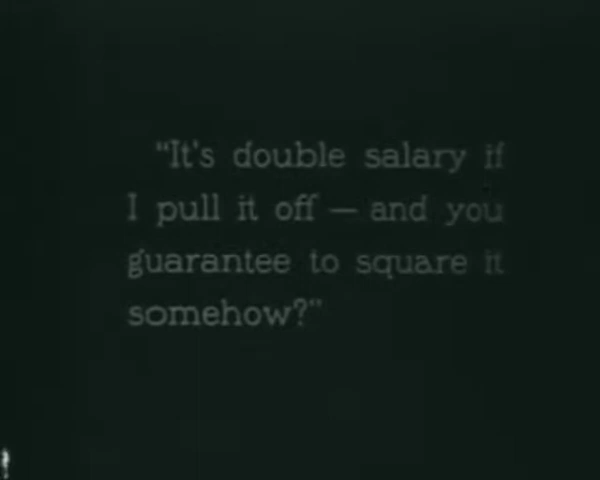 "It's double salary if
I pull it off — and you
guarantee to square it
somehow?"